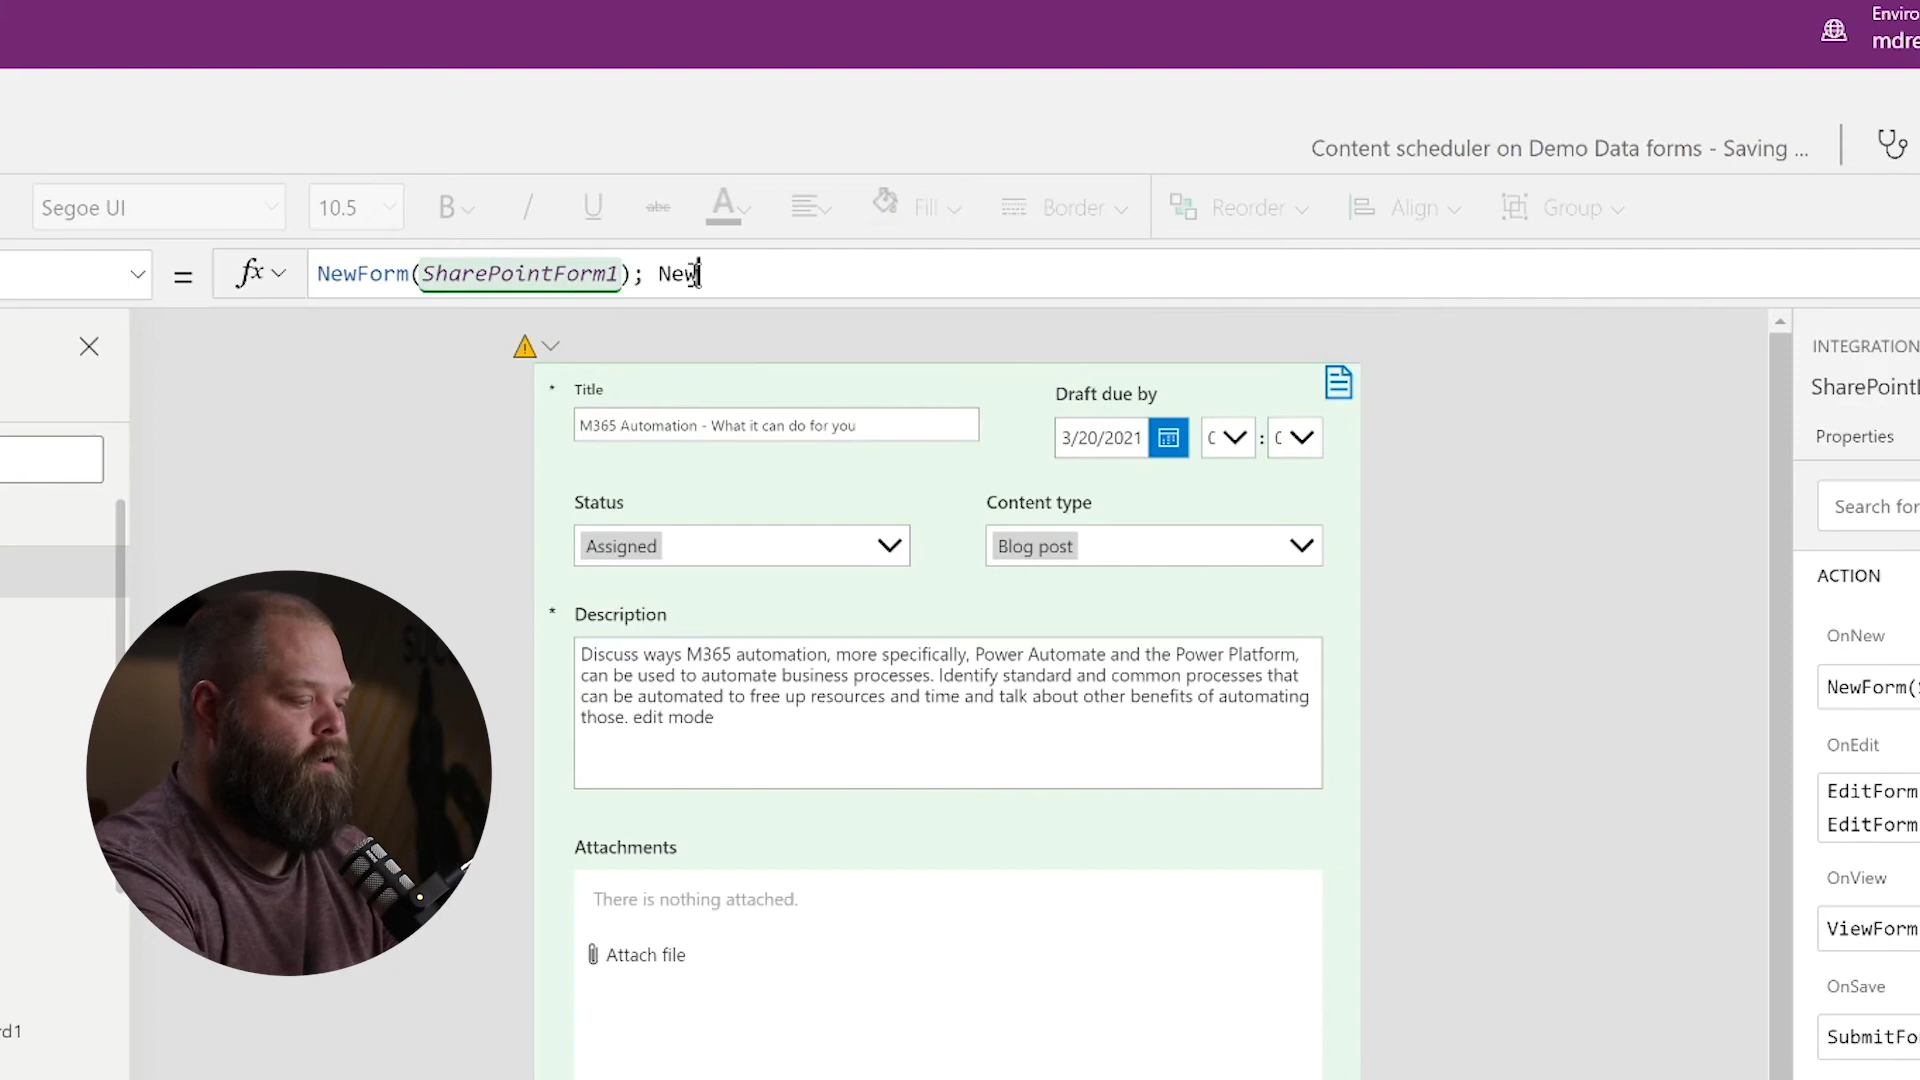 Enviro
mdre
Content scheduler on Demo Data forms - Saving ...
Segoe UI
10.5
B
/
U
abc
A
Fill
Border
Reorder
Align
Group
= fx NewForm(SharePointForm1); New
INTEGRATION
SharePointI
Properties
Search for
ACTION
OnNew
NewForm(S
OnEdit
EditForm
EditForm
OnView
ViewForm
OnSave
SubmitFo
* Title
M365 Automation - What it can do for you
Draft due by
3/20/2021
:
Status
Assigned
Content type
Blog post
* Description
Discuss ways M365 automation, more specifically, Power Automate and the Power Platform,
can be used to automate business processes. Identify standard and common processes that
can be automated to free up resources and time and talk about other benefits of automating
those. edit mode
Attachments
There is nothing attached.
Attach file
rd1